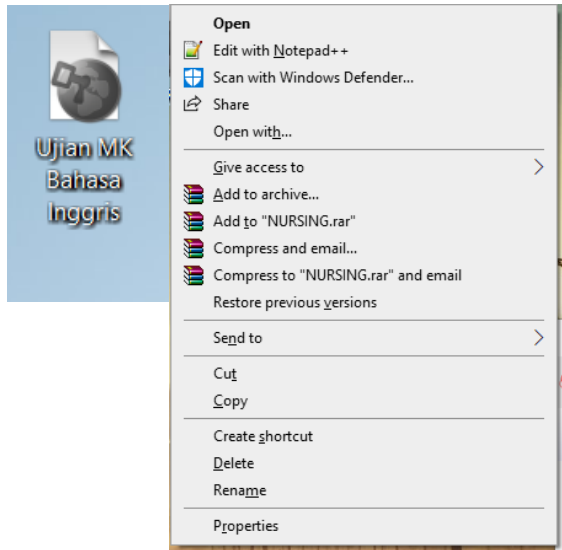 Ujian MK
Bahasa
Inggris
Open
Edit with Notepad++
Scan with Windows Defender...
Share
Open with...
Give access to
Add to archive...
Add to "NURSING.rar"
Compress and email...
Compress to "NURSING.rar" and email
Restore previous versions
Send to
Cut
Copy
Create shortcut
Delete
Rename
Properties